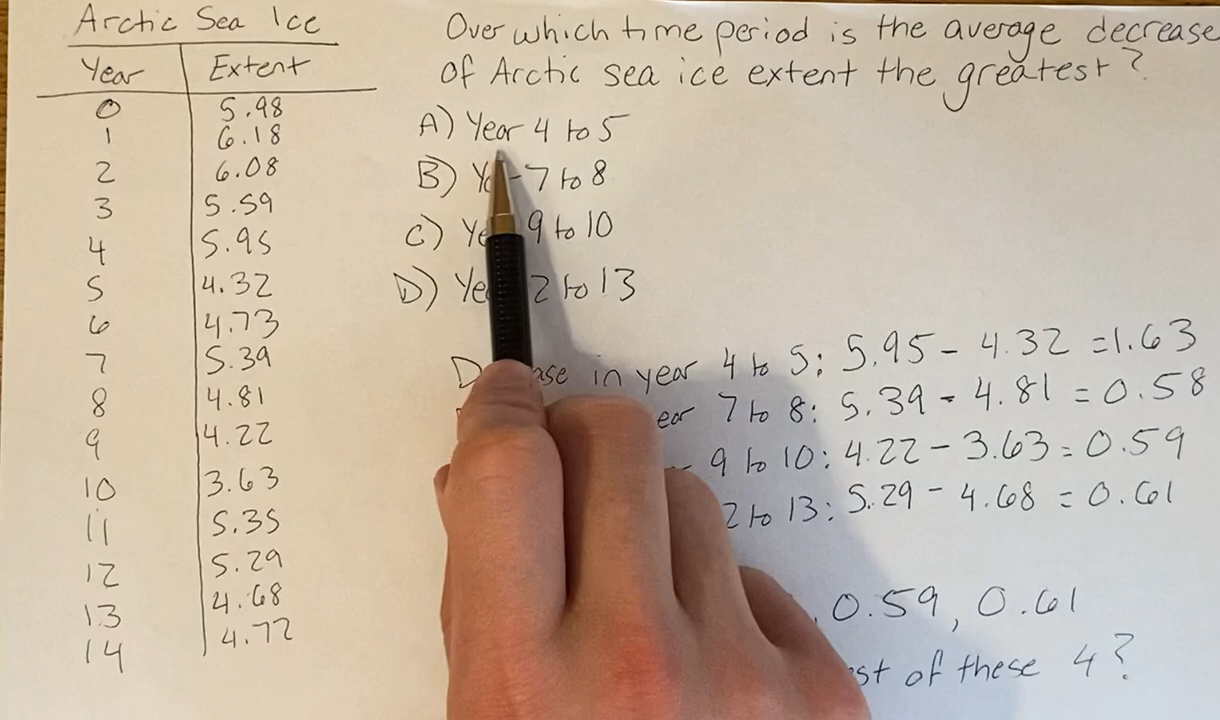 Arctic Sea Ice
Year Extent
0 5.98
1 6.18
2 6.08
3 5.59
4 5.95
5 4.32
6 4.73
7 5.39
8 4.81
9 4.22
10 3.63
11 5.35
12 5.29
13 4.68
14 4.72
Over which time period is the average decrease
of Arctic sea ice extent the greatest?
A) Year 4 to 5
B) 7 to 8
C) 9 to 10
D) 2 to 13
in year 4 to 5: 5.95 - 4.32 = 1.63
7 to 8: 5.39 - 4.81 = 0.58
9 to 10: 4.22 - 3.63 = 0.59
2 to 13: 5.29 - 4.68 = 0.61
0.59, 0.61
of these 4?